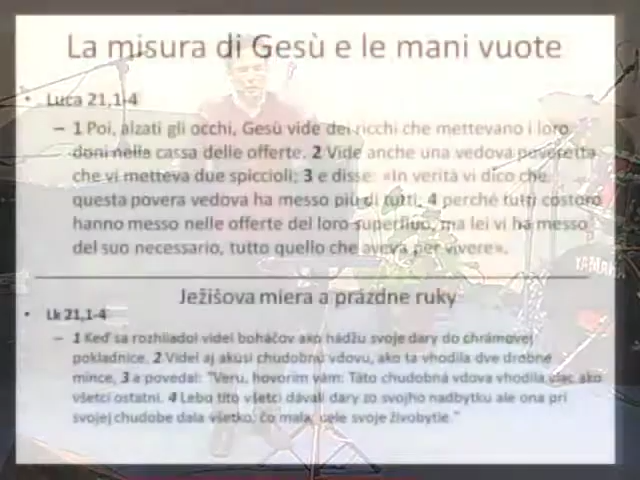 La misura di Gesù e le mani vuote
• Luca 21,1-4
– 1 Poi, alzati gli occhi, Gesù vide dei ricchi che mettevano i loro
doni nella cassa delle offerte. 2 Vide anche una vedova poveretta
che vi metteva due spiccioli; 3 e disse: «In verità vi dico che
questa povera vedova ha messo più di tutti; 4 perché tutti costoro
hanno messo nelle offerte del loro superfluo, ma lei vi ha messo
del suo necessario, tutto quello che aveva per vivere».
Ježišova miera a prázdne ruky
• Lk 21,1-4
– 1 Keď sa rozhliadol videl boháčov ako hádžu svoje dary do chrámovej
pokladnice. 2 Videl aj akúsi chudobnú vdovu, ako ta vhodila dve drobné
mince, 3 a povedal: "Veru, hovorím vám: Táto chudobná vdova vhodila viac ako
všetci ostatní. 4 Lebo títo všetci dávali dary zo svojho nadbytku ale ona pri
svojej chudobe dala všetko, čo mala, celé svoje živobytie."
YAMAHA